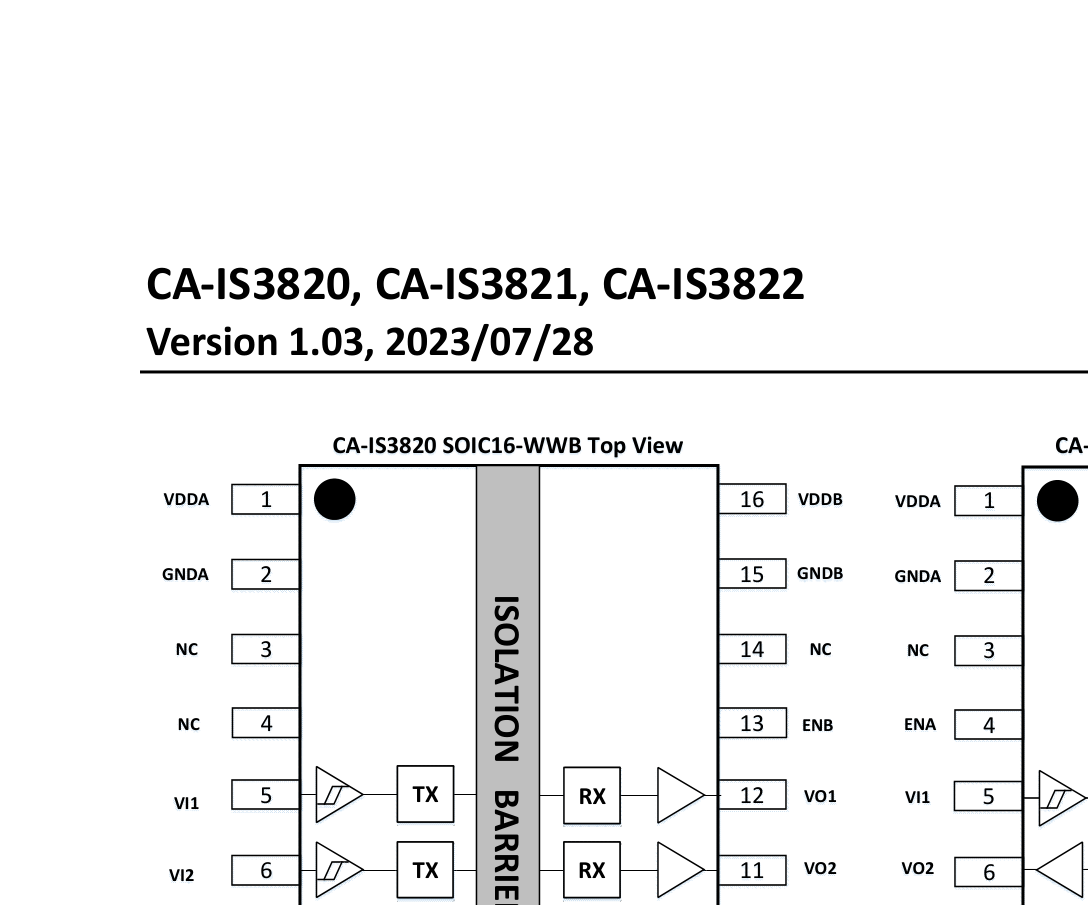 CA-IS3820, CA-IS3821, CA-IS3822
Version 1.03, 2023/07/28
CA-IS3820 SOIC16-WWB Top View
CA-
VDDA 1 16 VDDB VDDA 1
GNDA 2 15 GNDB GNDA 2
NC 3 14 NC NC 3
NC 4 13 ENB ENA 4
VI1 5 TX RX 12 VO1 VI1 5
VI2 6 TX RX 11 VO2 VO2 6
ISOLATION